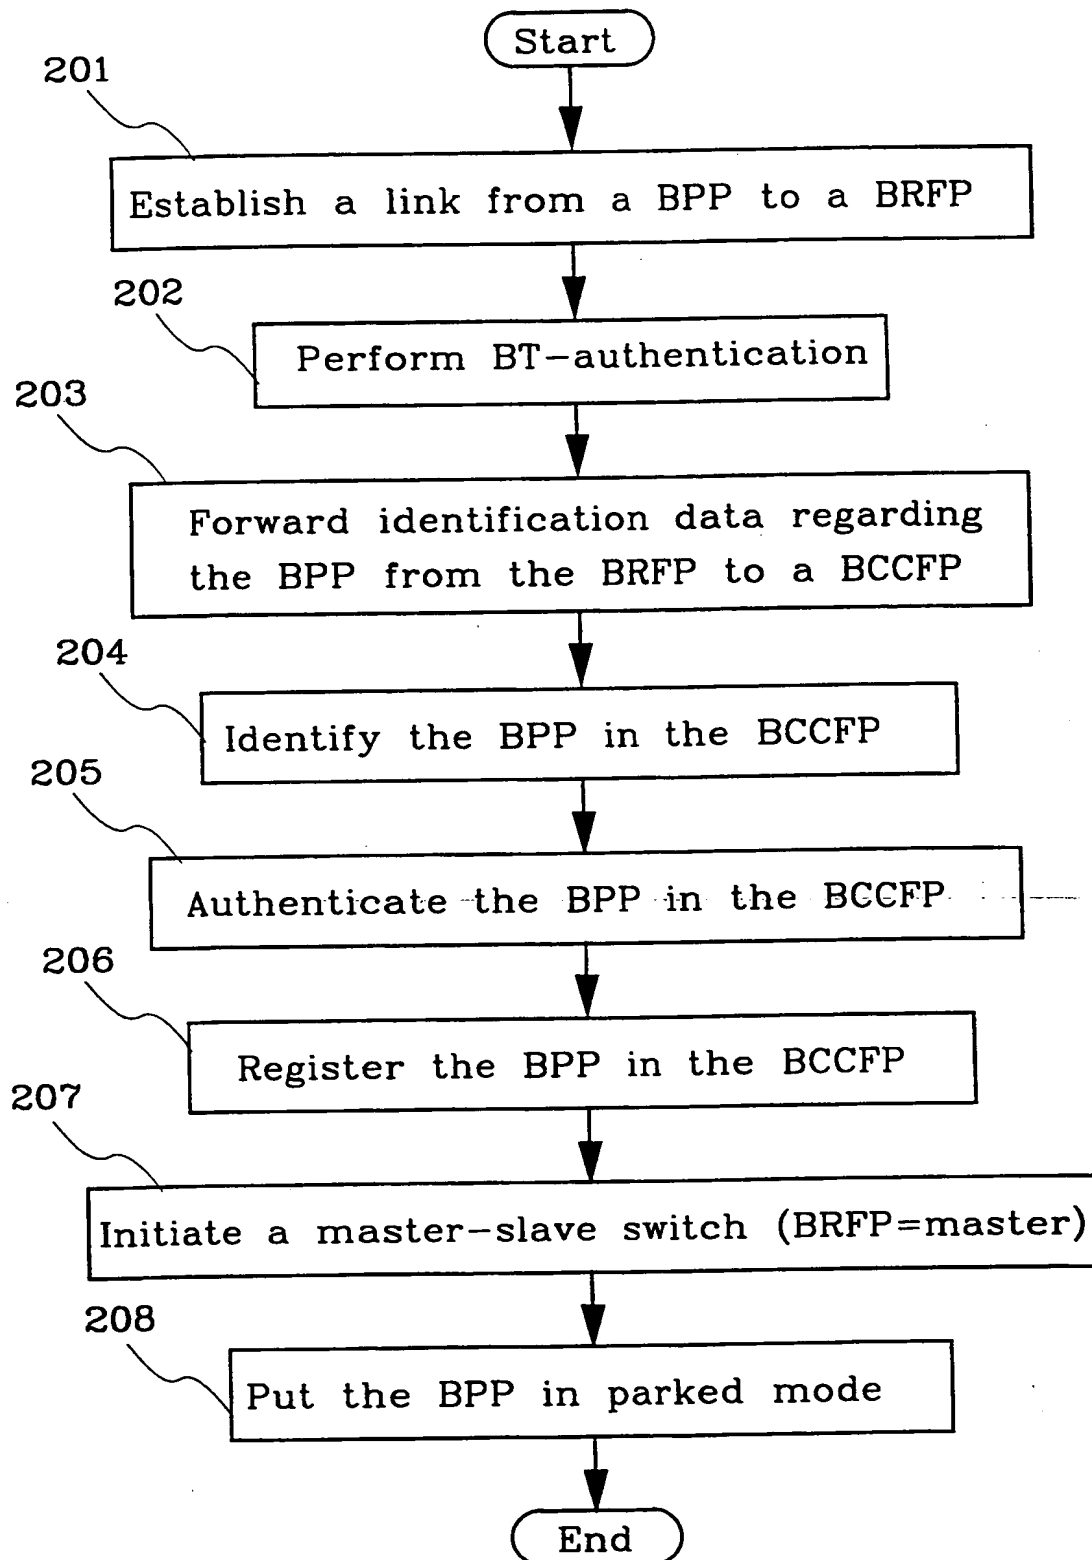 Start
201
Establish a link from a BPP to a BRFP
202
Perform BT-authentication
203
Forward identification data regarding
the BPP from the BRFP to a BCCFP
204
Identify the BPP in the BCCFP
205
Authenticate the BPP in the BCCFP
206
Register the BPP in the BCCFP
207
Initiate a master-slave switch (BRFP=master)
208
Put the BPP in parked mode
End